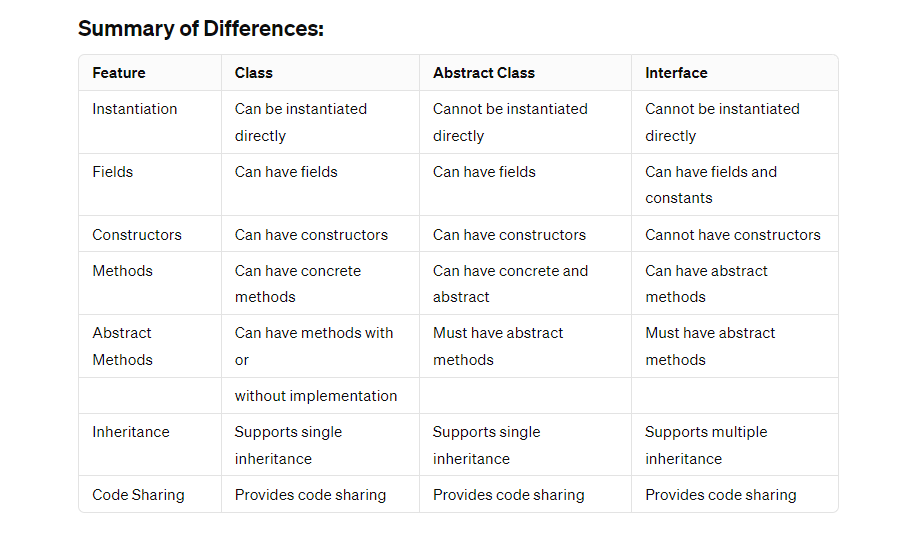 Summary of Differences:
Feature Class Abstract Class Interface
Instantiation Can be instantiated Cannot be instantiated Cannot be instantiated
directly directly directly
Fields Can have fields Can have fields Can have fields and
constants
Constructors Can have constructors Can have constructors Cannot have constructors
Methods Can have concrete Can have concrete and Can have abstract
methods abstract methods
Abstract Can have methods with Must have abstract Must have abstract
Methods or methods methods
without implementation
Inheritance Supports single Supports single Supports multiple
inheritance inheritance inheritance
Code Sharing Provides code sharing Provides code sharing Provides code sharing